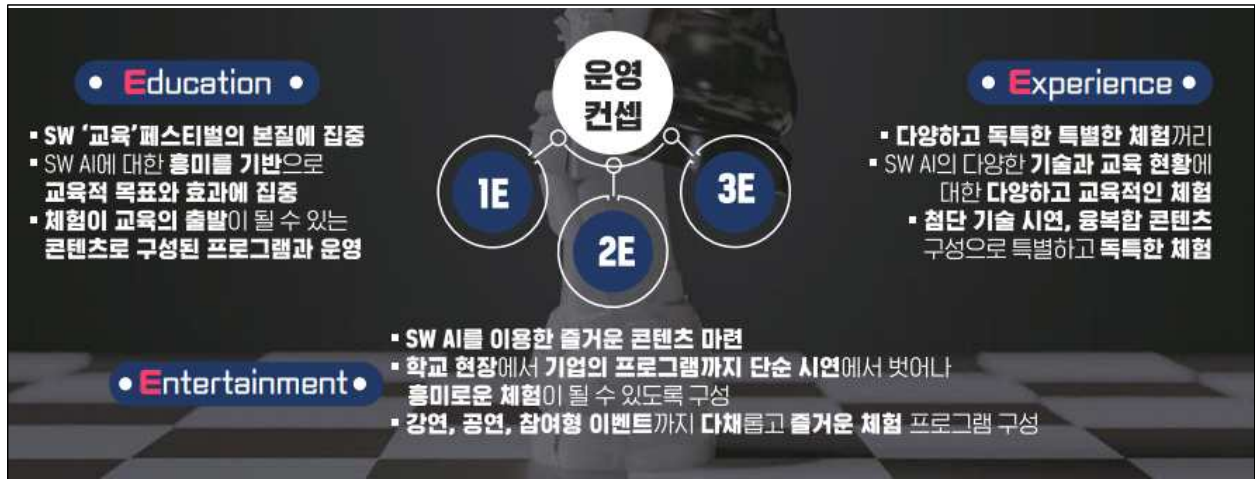 운영
컨셉
1E
2E
3E
• Education •
▪ SW '교육'페스티벌의 본질에 집중
▪ SW AI에 대한 흥미를 기반으로
교육적 목표와 효과에 집중
▪ 체험이 교육의 출발이 될 수 있는
콘텐츠로 구성된 프로그램과 운영
• Experience •
▪ 다양하고 독특한 특별한 체험꺼리
▪ SW AI의 다양한 기술과 교육 현황에
대한 다양하고 교육적인 체험
▪ 첨단 기술 시연, 융복합 콘텐츠
구성으로 특별하고 독특한 체험
• Entertainment •
▪ SW AI를 이용한 즐거운 콘텐츠 마련
▪ 학교 현장에서 기업의 프로그램까지 단순 시연에서 벗어나
흥미로운 체험이 될 수 있도록 구성
▪ 강연, 공연, 참여형 이벤트까지 다채롭고 즐거운 체험 프로그램 구성